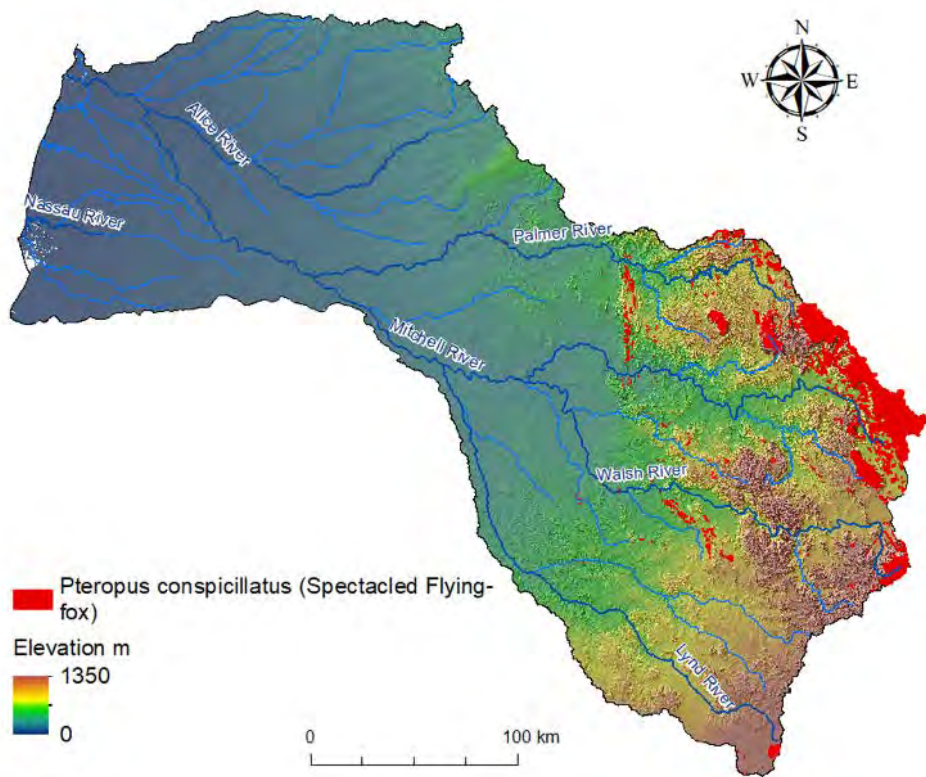 N
W E
S
Alice River
Nassau River
Palmer River
Mitchell River
Walsh River
Pteropus conspicillatus (Spectacled Flying-
fox)
Elevation m
1350
0
Lynd River
0 100 km